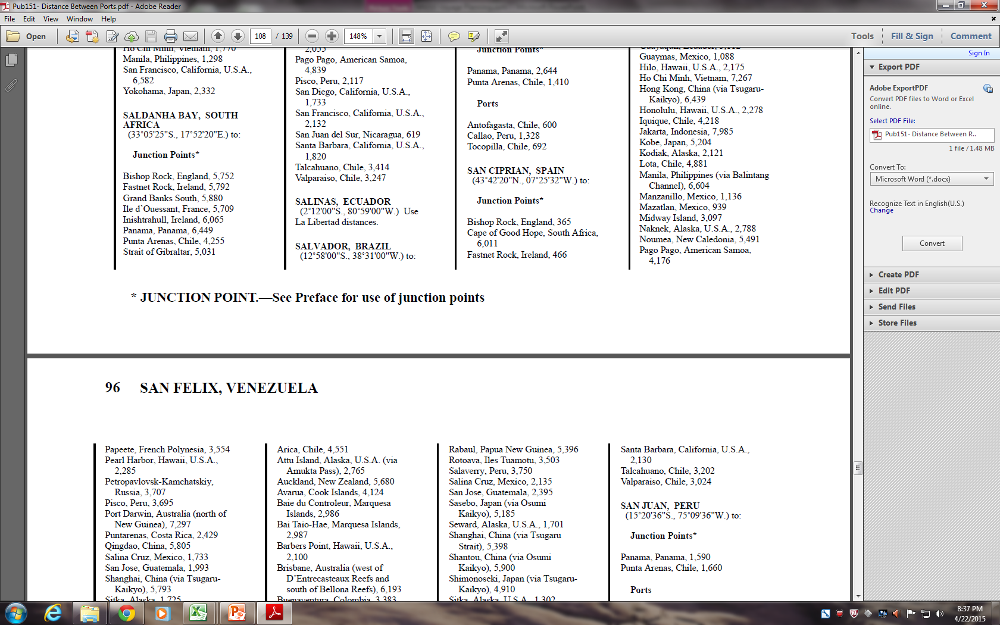 Pub151- Distance Between Ports.pdf - Adobe Reader
File Edit View Window Help
Open 108 / 139 148% Tools Fill & Sign Comment
Ho Chi Minh, Vietnam, 1,770
Manila, Philippines, 1,298
San Francisco, California, U.S.A.,
6,582
Yokohama, Japan, 2,332
SALDANHA BAY, SOUTH
AFRICA
(33°05'25"S., 17°52'20"E.) to:
Junction Points*
Bishop Rock, England, 5,752
Fastnet Rock, Ireland, 5,792
Grand Banks South, 5,880
Ile d’Ouessant, France, 5,709
Inishtrahull, Ireland, 6,065
Panama, Panama, 6,449
Punta Arenas, Chile, 4,255
Strait of Gibraltar, 5,031
2,055
Pago Pago, American Samoa,
4,839
Pisco, Peru, 2,117
San Diego, California, U.S.A.,
1,733
San Francisco, California, U.S.A.,
2,132
San Juan del Sur, Nicaragua, 619
Santa Barbara, California, U.S.A.,
1,820
Talcahuano, Chile, 3,414
Valparaiso, Chile, 3,247
SALINAS, ECUADOR
(2°12'00"S., 80°59'00"W.) Use
La Libertad distances.
SALVADOR, BRAZIL
(12°58'00"S., 38°31'00"W.) to:
Junction Points*
Panama, Panama, 2,644
Punta Arenas, Chile, 1,410
Ports
Antofagasta, Chile, 600
Callao, Peru, 1,328
Tocopilla, Chile, 692
SAN CIPRIAN, SPAIN
(43°42'20"N., 07°25'32"W.) to:
Junction Points*
Bishop Rock, England, 365
Cape of Good Hope, South Africa,
6,011
Fastnet Rock, Ireland, 466
Guayaquil, Ecuador, 3,112
Guaymas, Mexico, 1,088
Hilo, Hawaii, U.S.A., 2,175
Ho Chi Minh, Vietnam, 7,267
Hong Kong, China (via Tsugaru-
Kaikyo), 6,439
Honolulu, Hawaii, U.S.A., 2,278
Iquique, Chile, 4,218
Jakarta, Indonesia, 7,985
Kobe, Japan, 5,204
Kodiak, Alaska, 2,121
Lota, Chile, 4,881
Manila, Philippines (via Balintang
Channel), 6,604
Manzanillo, Mexico, 1,136
Mazatlan, Mexico, 939
Midway Island, 3,097
Naknek, Alaska, U.S.A., 2,788
Noumea, New Caledonia, 5,491
Pago Pago, American Samoa,
4,176
* JUNCTION POINT.—See Preface for use of junction points
96 SAN FELIX, VENEZUELA
Papeete, French Polynesia, 3,554
Pearl Harbor, Hawaii, U.S.A.,
2,285
Petropavlovsk-Kamchatskiy,
Russia, 3,707
Pisco, Peru, 3,695
Port Darwin, Australia (north of
New Guinea), 7,297
Puntarenas, Costa Rica, 2,429
Qingdao, China, 5,805
Salina Cruz, Mexico, 1,733
San Jose, Guatemala, 1,993
Shanghai, China (via Tsugaru-
Kaikyo), 5,793
Sitka, Alaska, 1,725
Arica, Chile, 4,551
Attu Island, Alaska, U.S.A. (via
Amukta Pass), 2,765
Auckland, New Zealand, 5,680
Avarua, Cook Islands, 4,124
Baie du Controleur, Marquesa
Islands, 2,986
Bai Taio-Hae, Marquesa Islands,
2,987
Barbers Point, Hawaii, U.S.A.,
2,100
Brisbane, Australia (west of
D’Entrecasteaux Reefs and
south of Bellona Reefs), 6,193
Buenaventura, Colombia, 3,383
Rabaul, Papua New Guinea, 5,396
Rotoava, Iles Tuamotu, 3,503
Salaverry, Peru, 3,750
Salina Cruz, Mexico, 2,135
San Jose, Guatemala, 2,395
Sasebo, Japan (via Osumi
Kaikyo), 5,185
Seward, Alaska, U.S.A., 1,701
Shanghai, China (via Tsugaru
Strait), 5,398
Shantou, China (via Osumi
Kaikyo), 5,900
Shimonoseki, Japan (via Tsugaru-
Kaikyo), 4,910
Sitka, Alaska, U.S.A., 1,302
Santa Barbara, California, U.S.A.,
2,130
Talcahuano, Chile, 3,202
Valparaiso, Chile, 3,024
SAN JUAN, PERU
(15°20'36"S., 75°09'36"W.) to:
Junction Points*
Panama, Panama, 1,590
Punta Arenas, Chile, 1,660
Ports
Sign In
Export PDF
Adobe ExportPDF
Convert PDF files to Word or Excel
online.
Select PDF File:
Pub151- Distance Between P...
1 file / 1.48 MB
Convert To:
Microsoft Word (*.docx)
Recognize Text in English(U.S.)
Change
Convert
Create PDF
Edit PDF
Send Files
Store Files
8:37 PM
4/22/2015